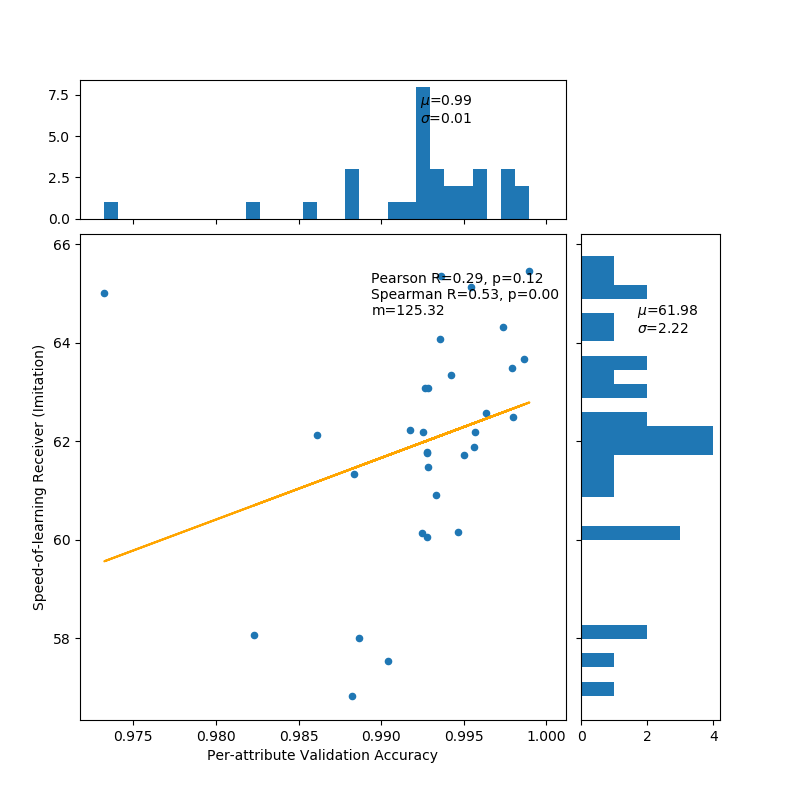 7.5
5.0
2.5
0.0
μ=0.99
σ=0.01
66
64
62
60
58
Speed-of-learning Receiver (Imitation)
Pearson R=0.29, p=0.12
Spearman R=0.53, p=0.00
m=125.32
μ=61.98
σ=2.22
0.975 0.980 0.985 0.990 0.995 1.000
Per-attribute Validation Accuracy
0 2 4